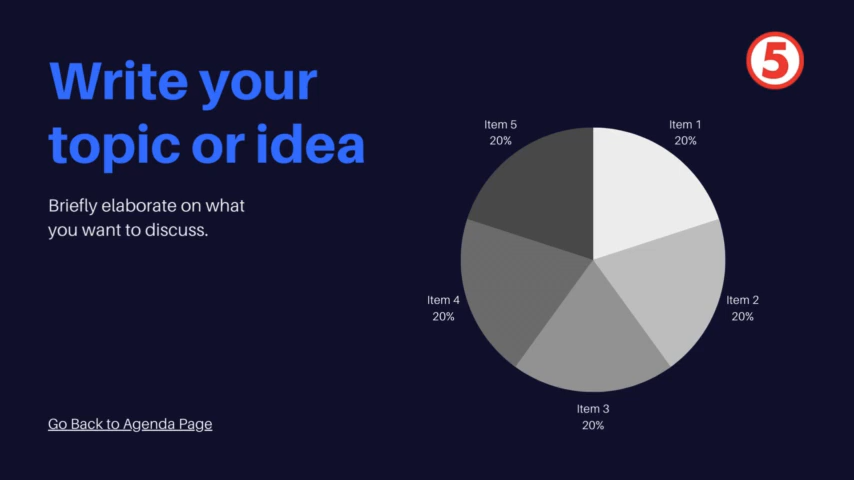 Write your
topic or idea
Briefly elaborate on what
you want to discuss.
Go Back to Agenda Page
5
Item 5
20%
Item 1
20%
Item 4
20%
Item 2
20%
Item 3
20%